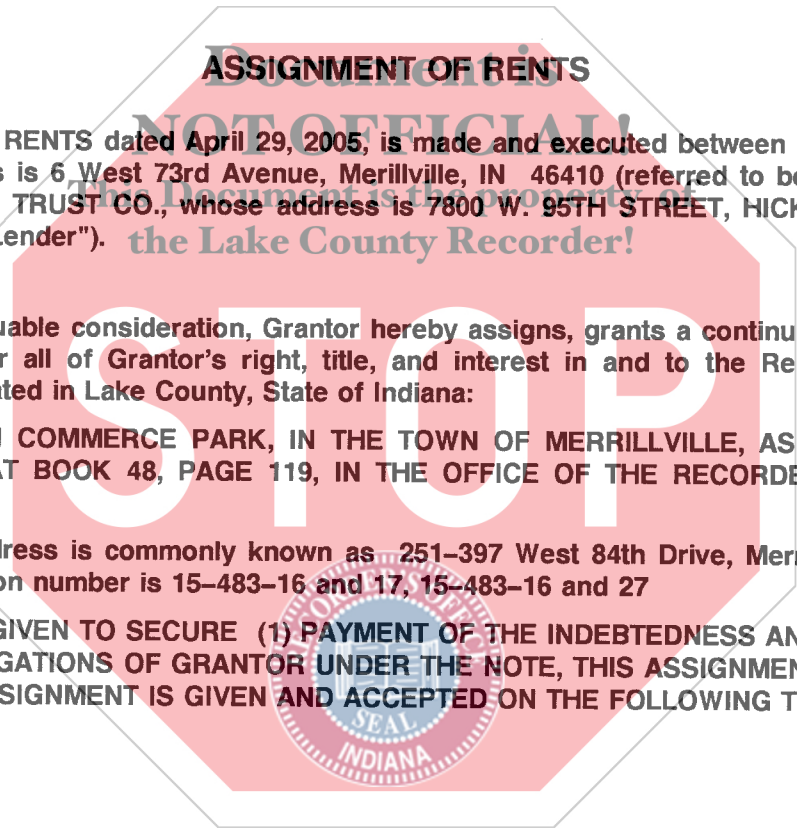 ASSIGNMENT OF RENTS
Document is
RENTS dated April 29, 2005, is made and executed between
NOT OFFICIAL!
s is 6 West 73rd Avenue, Merillville, IN 46410 (referred to be
This Document is the property of
TRUST CO., whose address is 7800 W. 95TH STREET, HICK
Lender").
the Lake County Recorder!
uable consideration, Grantor hereby assigns, grants a continu
r all of Grantor's right, title, and interest in and to the Re
ated in Lake County, State of Indiana:
STOP
COMMERCE PARK, IN THE TOWN OF MERRILLVILLE, AS
AT BOOK 48, PAGE 119, IN THE OFFICE OF THE RECORDE
dress is commonly known as 251–397 West 84th Drive, Merr
on number is 15–483–16 and 17, 15–483–16 and 27
GIVEN TO SECURE (1) PAYMENT OF THE INDEBTEDNESS AN
GATIONS OF GRANTOR UNDER THE NOTE, THIS ASSIGNMEN
SSIGNMENT IS GIVEN AND ACCEPTED ON THE FOLLOWING T
RECORDER'S OFFICE
SEAL
INDIANA